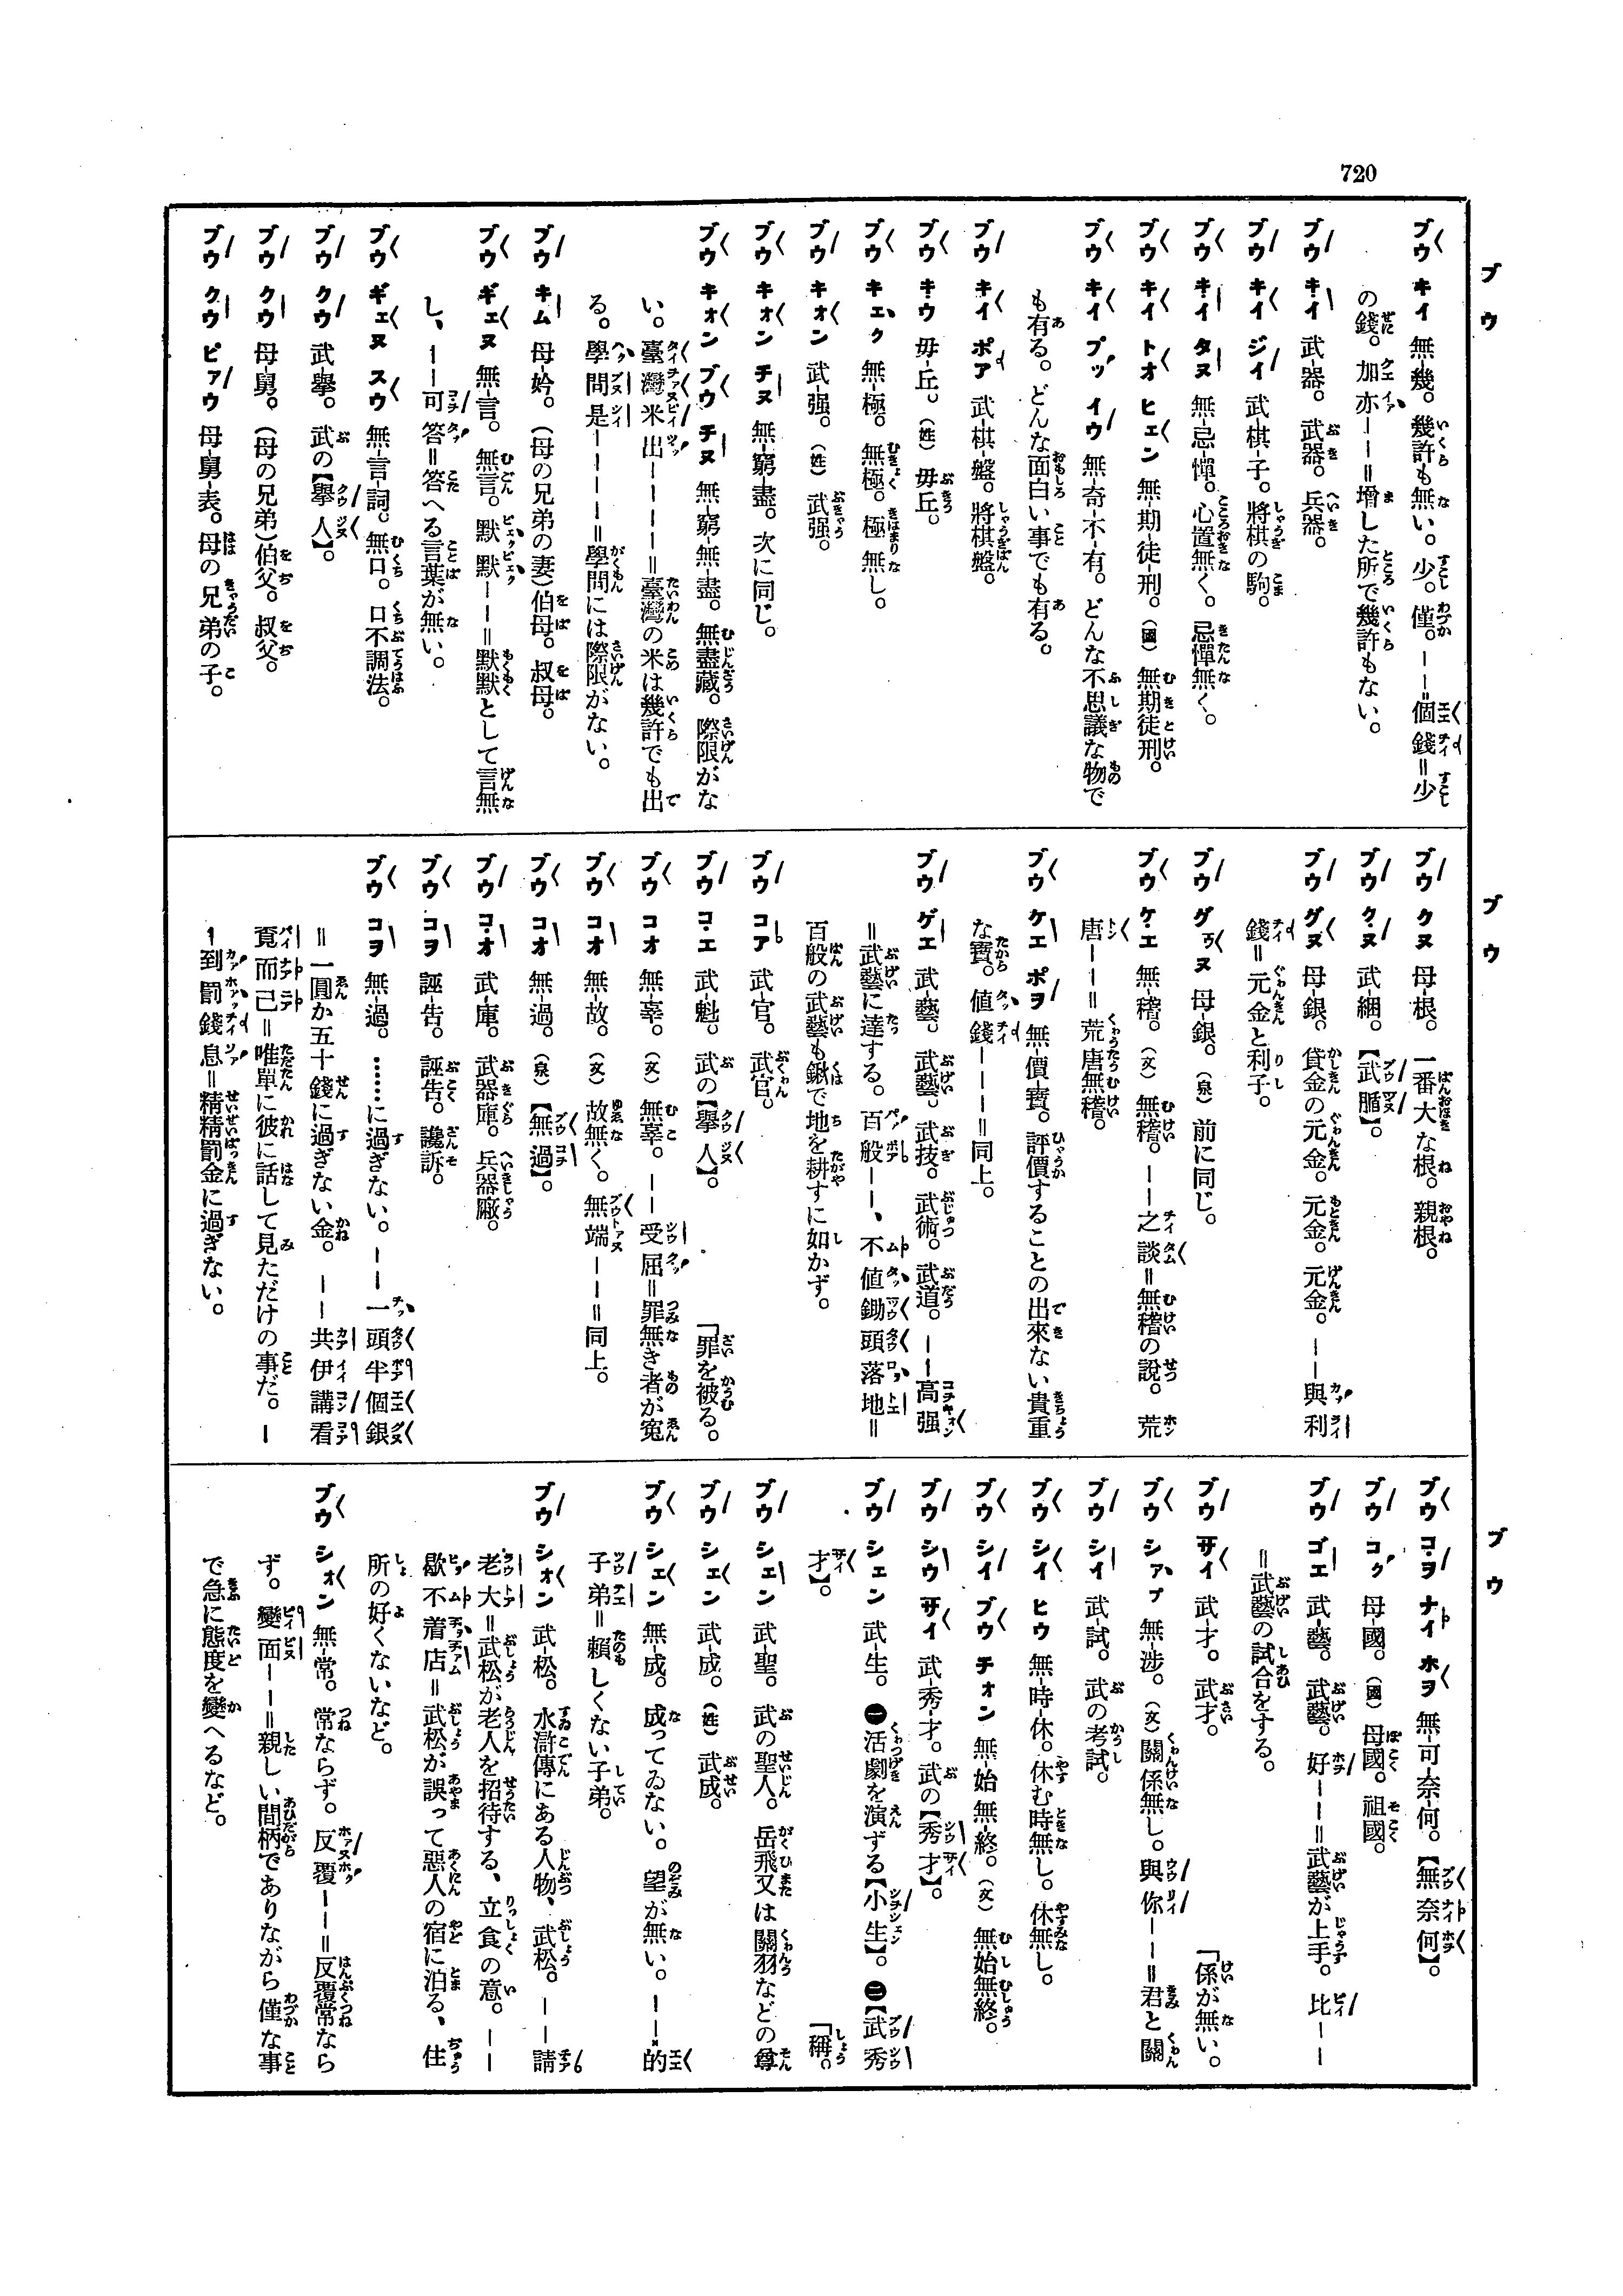 720
ブウ
ブウ キイ 無-幾。幾許も無い。少。僅。――個錢＝少
の錢。加亦――＝增した所で幾許もない。
ブウ キイ 武-器。武器。兵器。
ブウ キイ ジイ 武-棋-子。將棋の駒。
ブウ キイ タヌ 無-忌-憚。心置無く。忌憚無く。
ブウ キイ トオ ヒェン 無-期-徒-刑。（國）無期徒刑。
ブウ キイ プッ イウ 無-奇-不-有。どんな不思議な物で
も有る。どんな面白い事でも有る。
ブウ キイ ポア 武-棋-盤。將棋盤。
ブウ キウ 毋-丘。（姓）毋丘。
ブウ キェク 無-極。無極。極無し。
ブウ キォン 武-强。（姓）武强。
ブウ キォン チヌ 無-窮-盡。次に同じ。
ブウ キォン ブウ チヌ 無-窮-無-盡。無盡藏。際限がな
い。臺灣米出――――＝臺灣の米は幾許でも出
る。學問是――――＝學問には際限がない。
ブウ キム 母-妗。（母の兄弟の妻）伯母。叔母。
ブウ ギェヌ 無-言。無言。默默――＝默默として言無
し、――可答＝答へる言葉が無い。
ブウ ギェヌ スウ 無-言-詞。無口。口不調法。
ブウ クウ 武-擧。武の【擧人】。
ブウ クウ 母-舅。（母の兄弟）伯父。叔父。
ブウ クウ ピァウ 母-舅-表。母の兄弟の子。
ブウ
ブウ クヌ 母-根。一番大な根。親根。
ブウ クヌ 武-綑。【武腯】。
ブウ グヌ 母-銀。貸金の元金。元金。元金。――與利
錢＝元金と利子。
ブウ グヌ 母-銀。（泉）前に同じ。
ブウ ケエ 無-稽。（文）無稽。――之談＝無稽の說。荒
唐――＝荒唐無稽。
ブウ ケエ ポヲ 無-價-寶。評價することの出來ない貴重
な寶。値錢――――＝同上。
ブウ ゲエ 武-藝。武藝。武技。武術。武道。――高强
＝武藝に達する。百般――、不値鋤頭落地＝
百般の武藝も鍬で地を耕すに如かず。
ブウ コア 武-官。武官。
ブウ コエ 武-魁。武の【擧人】。「罪を被る。
ブウ コオ 無-辜。（文）無辜。――受屈＝罪無き者が寃
ブウ コオ 無-故。（文）故無く。無端――＝同上。
ブウ コオ 無-過。（泉）【無過】。
ブウ コオ 武-庫。武器庫。兵器廠。
ブウ コヲ 誣-告。誣告。讒訴。
ブウ コヲ 無-過。……に過ぎない。――一頭半個銀
＝一圓か五十錢に過ぎない金。――共伊講看
覔而己＝唯單に彼に話して見ただけの事だ。―
―到罰錢息＝精精罰金に過ぎない。
ブウ
ブウ コヲ ナイ ホヲ 無-可-奈-何。【無奈何】。
ブウ コク 母-國。（國）母國。祖國。
ブウ ゴエ 武-藝。武藝。好――＝武藝が上手。比――
＝武藝の試合をする。
ブウ サイ 武-才。武才。「係が無い。
ブウ シァプ 無-涉。（文）關係無し。與你――＝君と關
ブウ シイ 武-試。武の考試。
ブウ シイ ヒウ 無-時-休。休む時無し。休無し。
ブウ シイ ブウ チォン 無-始-無-終。（文）無始無終。
ブウ シウ サイ 武-秀-才。武の【秀才】。
ブウ シェン 武-生。㊀活劇を演ずる【小生】。㊁【武秀
才】。「稱。
ブウ シェン 武-聖。武の聖人。岳飛又は關羽などの尊
ブウ シェン 武-成。（姓）武成。
ブウ シェン 無-成。成ってゐない。望が無い。――的
子弟＝賴しくない子弟。
ブウ シォン 武-松。水滸傳にある人物、武松。――請
老大＝武松が老人を招待する、立食の意。――
歇不着店＝武松が誤って惡人の宿に泊る、住
所の好くないなど。
ブウ シォン 無-常。常ならず。反覆――＝反覆常なら
ず。變面――＝親しい間柄でありながら僅な事
で急に態度を變へるなど。